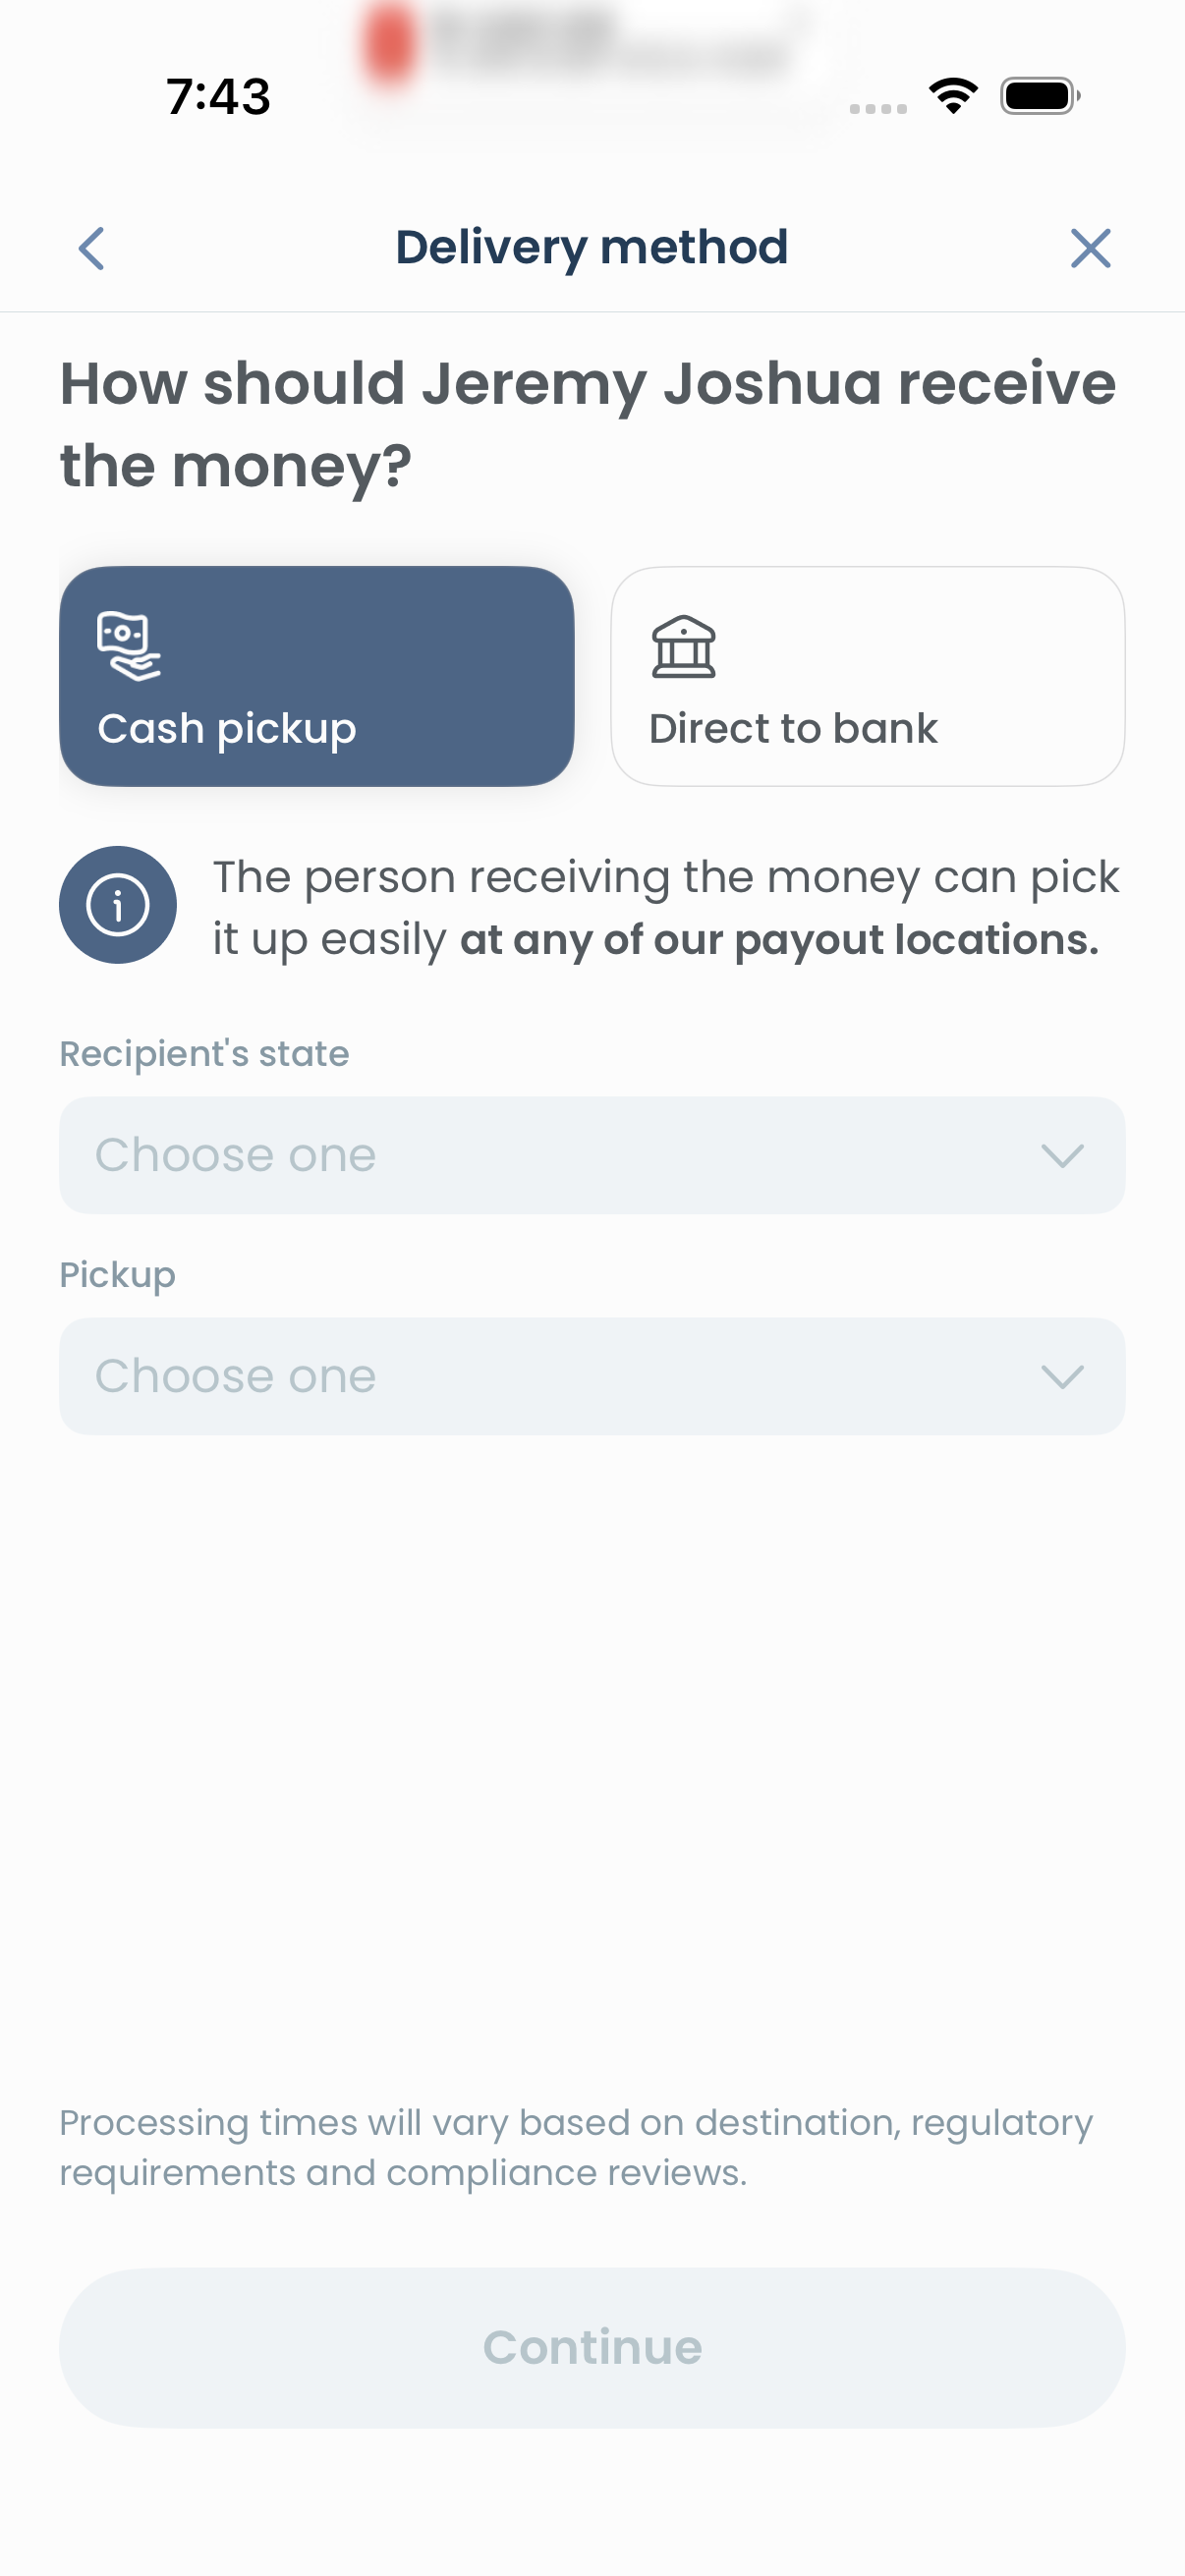 7:43
Delivery method
How should Jeremy Joshua receive
the money?
Cash pickup
Direct to bank
The person receiving the money can pick
it up easily at any of our payout locations.
Recipient's state
Choose one
Pickup
Choose one
Processing times will vary based on destination, regulatory
requirements and compliance reviews.
Continue